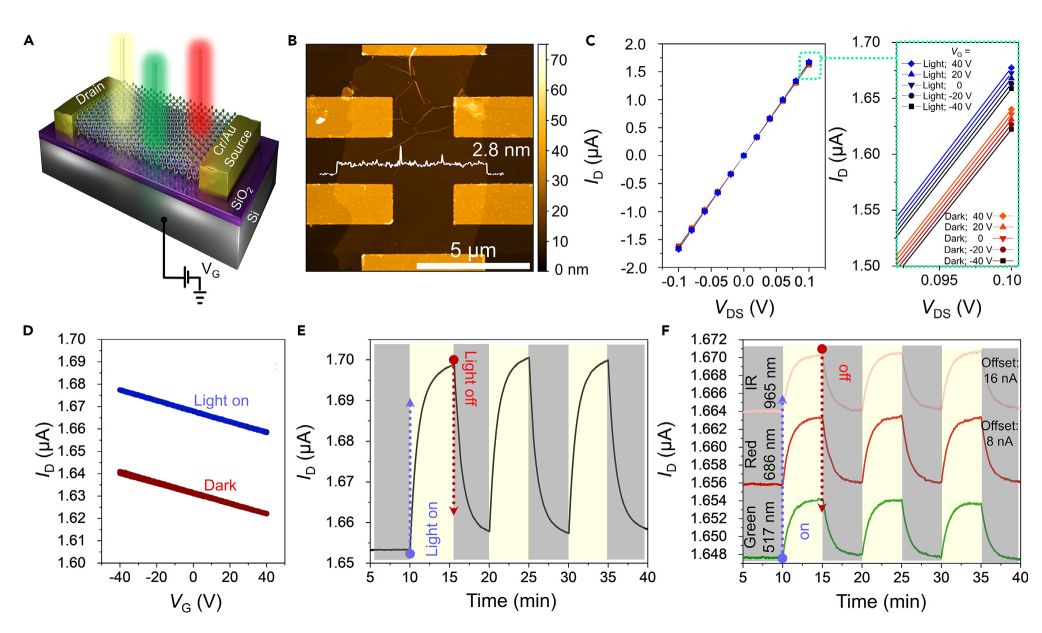 A
Drain
Cr/Au
Source
SiO2
Si
VG
B
2.8 nm
5 μm
70
60
50
40
30
20
10
0 nm
C
ID (μA)
2.0
1.5
1.0
0.5
0.0
-0.5
-1.0
-1.5
-2.0
-0.1 -0.05 0.0 0.05 0.1
VDS (V)
ID (μA)
1.70
1.65
1.60
1.55
1.50
VG =
Light; 40 V
Light; 20 V
Light; 0
Light; -20 V
Light; -40 V
Dark; 40 V
Dark; 20 V
Dark; 0
Dark; -20 V
Dark; -40 V
0.095 0.10
VDS (V)
D
ID (μA)
1.70
1.69
1.68
1.67
1.66
1.65
1.64
1.63
1.62
1.61
1.60
Light on
Dark
-40 -20 0 20 40
VG (V)
E
ID (μA)
1.70
1.69
1.68
1.67
1.66
1.65
Light on
Light off
5 10 15 20 25 30 35 40
Time (min)
F
ID (μA)
1.672
1.670
1.668
1.664
1.662
1.660
1.658
1.656
1.654
1.652
1.650
1.648
IR
965 nm
Red
686 nm
Green
517 nm
on
off
Offset:
16 nA
Offset:
8 nA
5 10 15 20 25 30 35 40
Time (min)